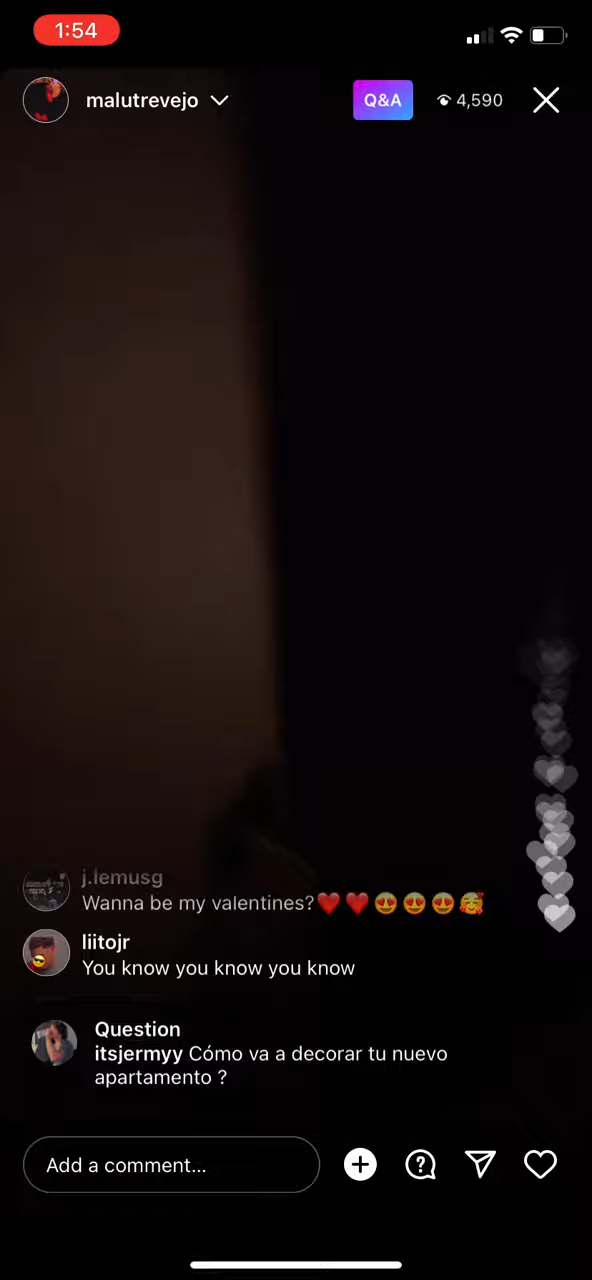 1:54
malutrevejo
Q&A
4,590
j.lemusg
Wanna be my valentines?❤️❤️😍😍😍🥰
liitojr
You know you know you know
Question
itsjermyy Cómo va a decorar tu nuevo
apartamento ?
Add a comment...